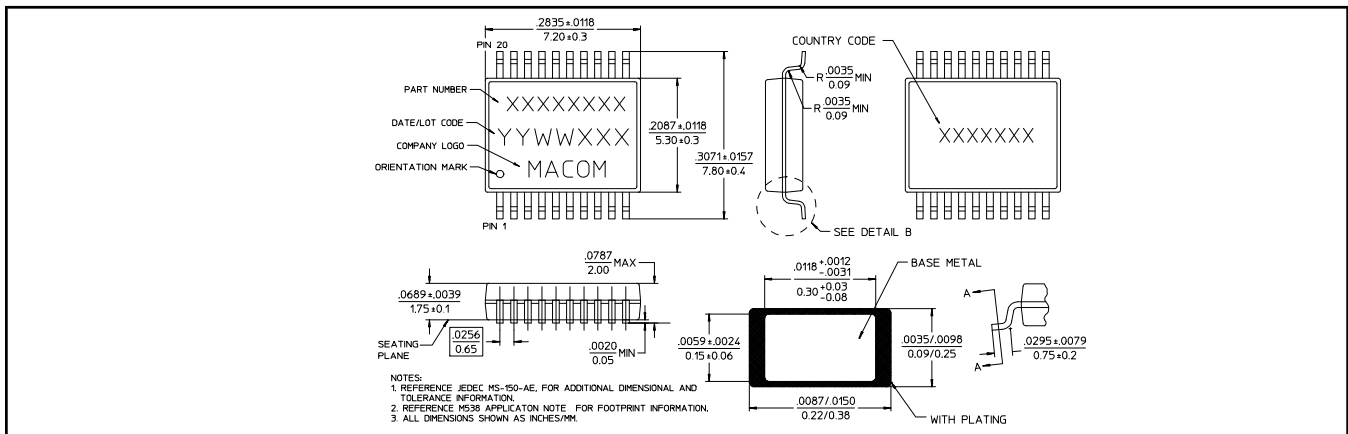 .2835±.0118
7.20±0.3
PIN 20
PART NUMBER
XXXXXXXX
DATE/LOT CODE
YYWWXXX
COMPANY LOGO
MACOM
ORIENTATION MARK
PIN 1
.2087±.0118
5.30±0.3
.3071±.0157
7.80±0.4
R .0035 MIN
0.09
R .0035 MIN
0.09
SEE DETAIL B
COUNTRY CODE
XXXXXXX
.0787 MAX
2.00
.0689±.0039
1.75±0.1
SEATING
PLANE
.0256
0.65
.0020 MIN
0.05
.0118 +.0012
-.0031
0.30 +0.03
-0.08
BASE METAL
.0059±.0024
0.15±0.06
.0035/.0098
0.09/0.25
.0087/.0150
0.22/0.38
WITH PLATING
A
A
.0295±.0079
0.75±0.2
NOTES:
1. REFERENCE JEDEC MS-150-AE, FOR ADDITIONAL DIMENSIONAL AND
TOLERANCE INFORMATION.
2. REFERENCE M538 APPLICATON NOTE FOR FOOTPRINT INFORMATION.
3. ALL DIMENSIONS SHOWN AS INCHES/MM.